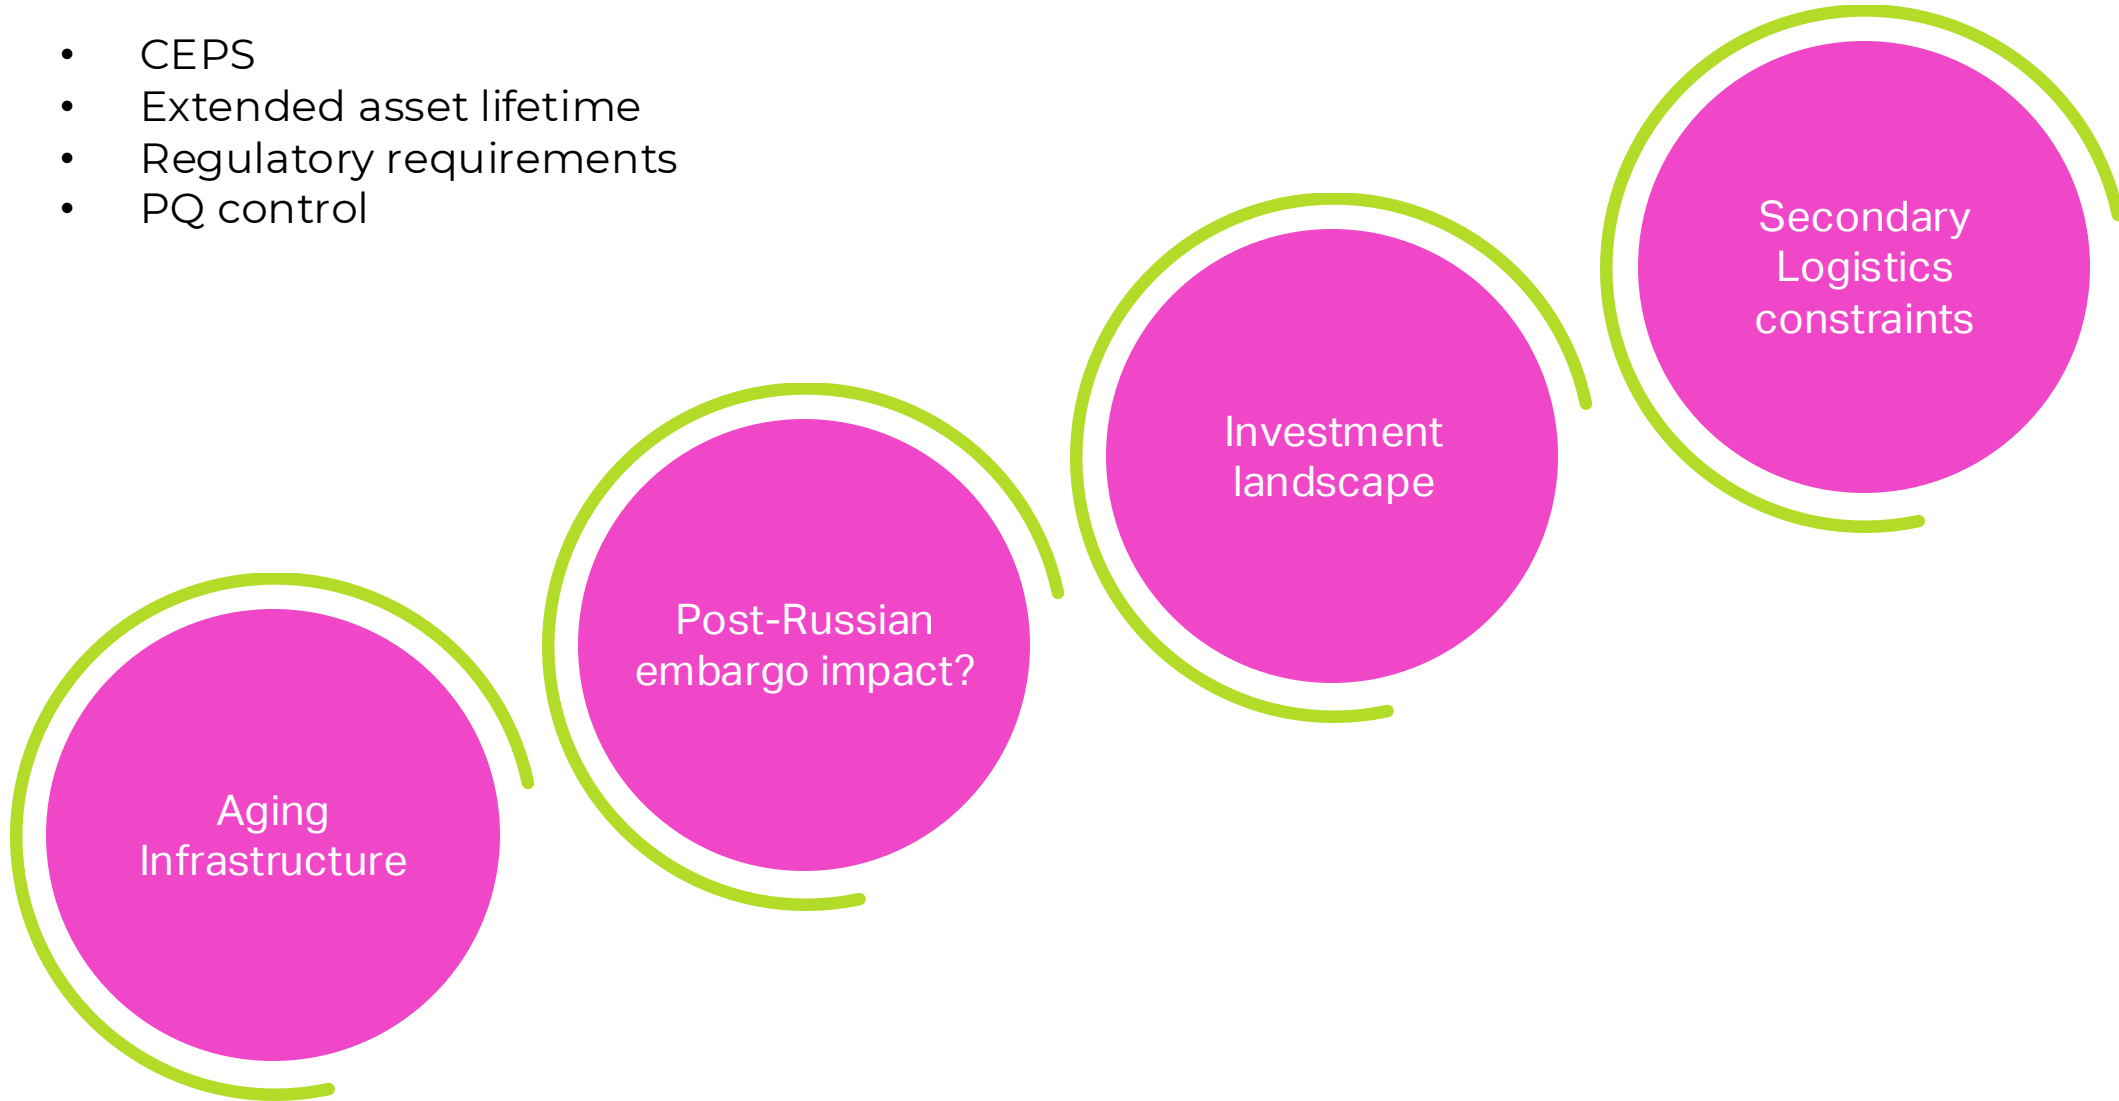 • CEPS
• Extended asset lifetime
• Regulatory requirements
• PQ control
Aging
Infrastructure
Post-Russian
embargo impact?
Investment
landscape
Secondary
Logistics
constraints